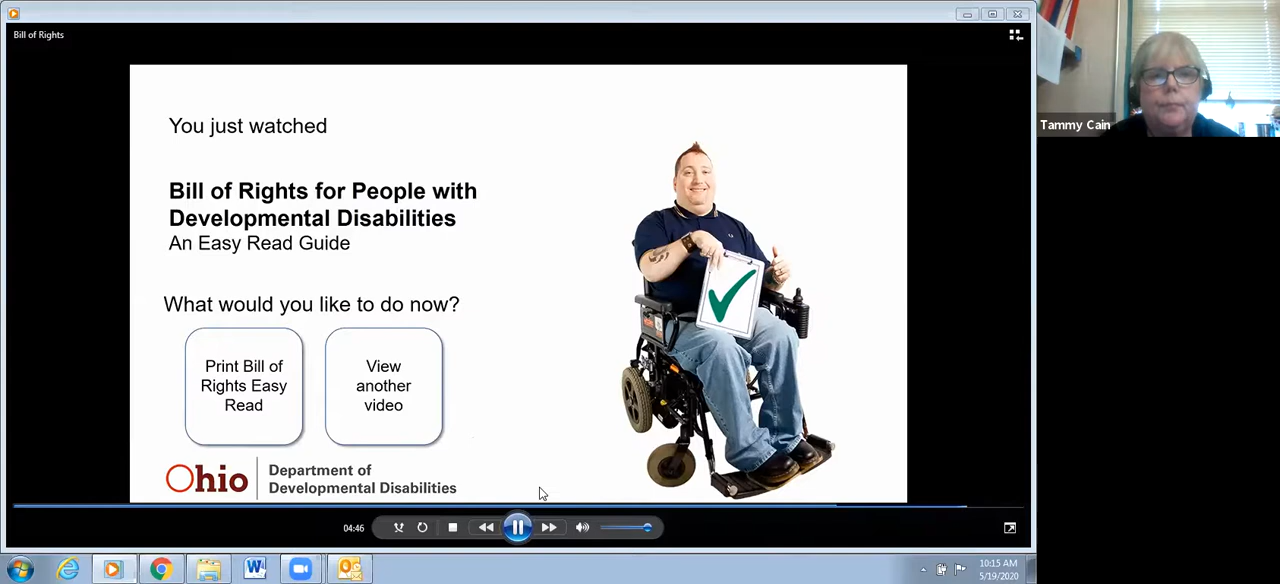 Bill of Rights
You just watched
Bill of Rights for People with
Developmental Disabilities
An Easy Read Guide
What would you like to do now?
Print Bill of
Rights Easy
Read
View
another
video
Ohio
Department of
Developmental Disabilities
04:46
Tammy Cain
10:15 AM
5/19/2020